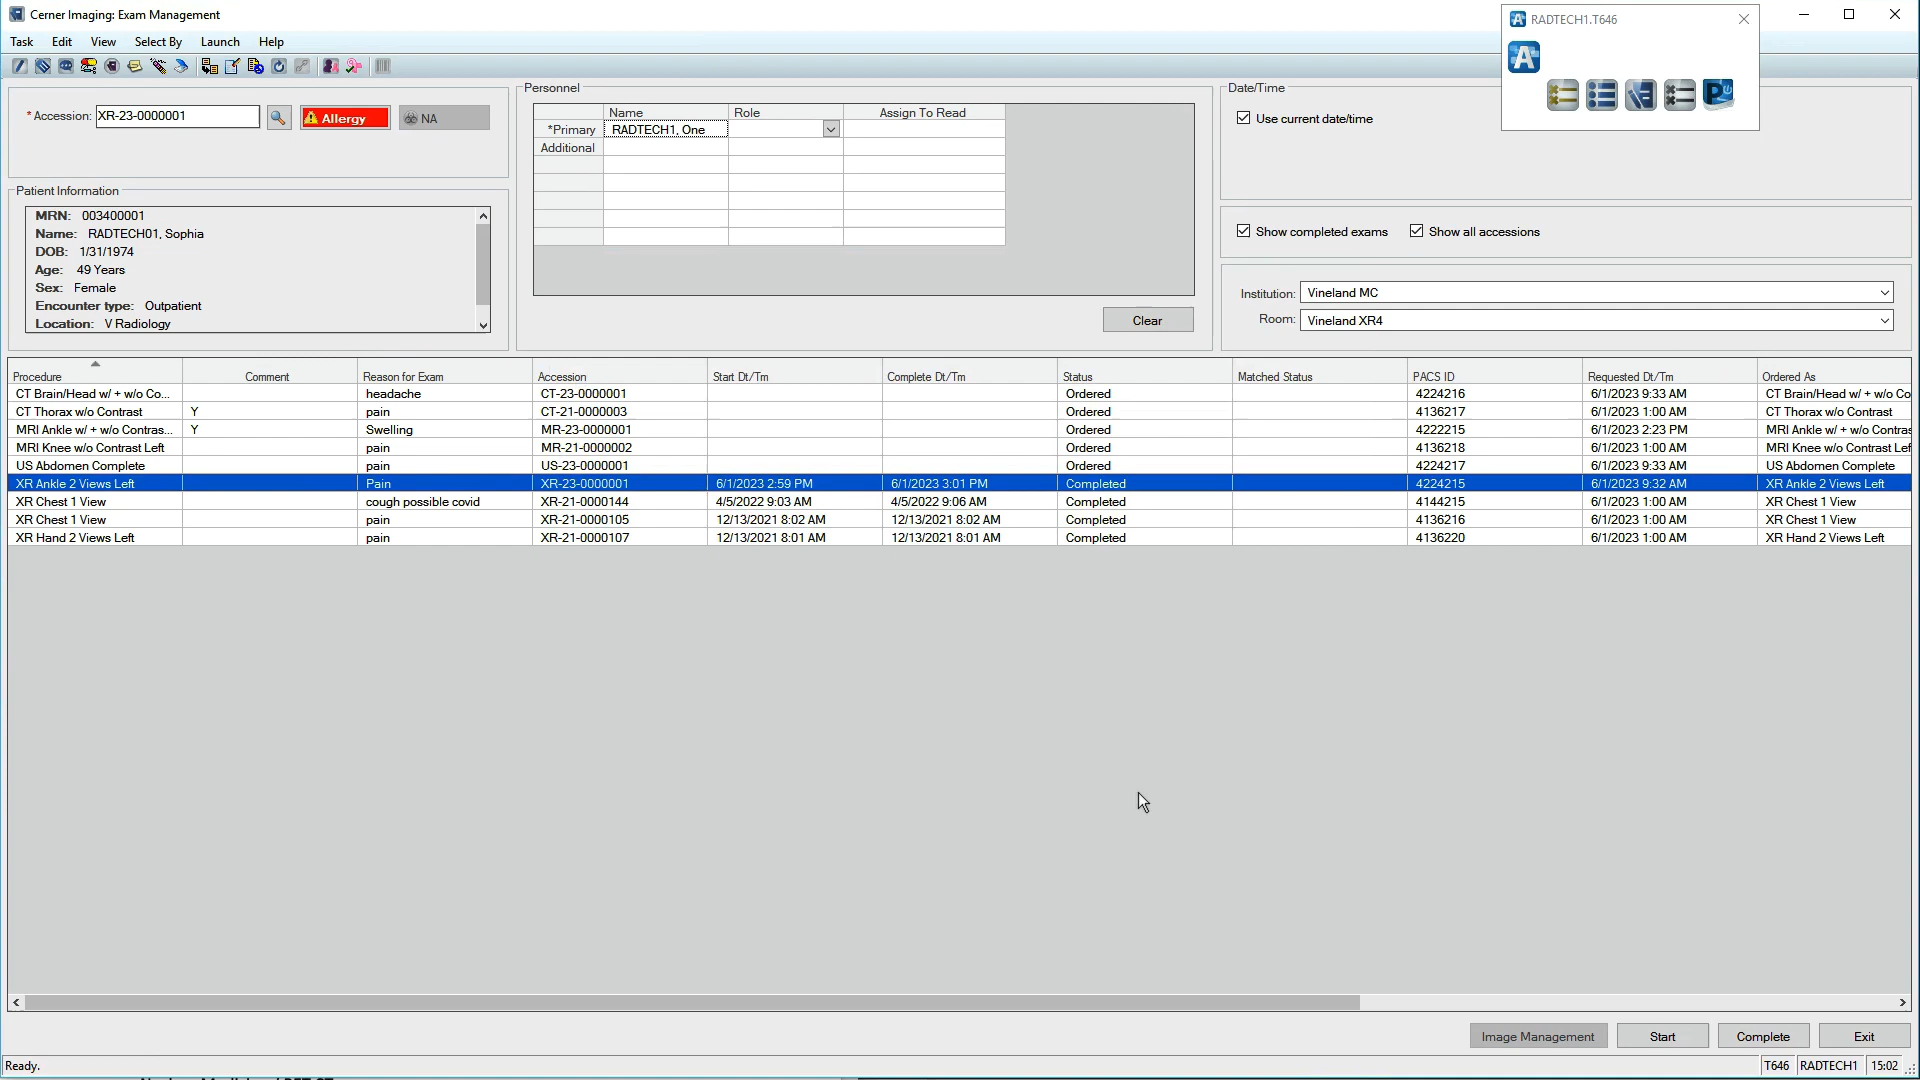 Cerner Imaging: Exam Management
RADTECH1.T646
Task Edit View Select By Launch Help
*Accession: XR-23-0000001 Allergy NA
Personnel
Name Role Assign To Read
*Primary RADTECH1, One
Additional
Clear
Date/Time
Use current date/time
Show completed exams Show all accessions
Institution: Vineland MC
Room: Vineland XR4
Patient Information
MRN: 003400001
Name: RADTECH01, Sophia
DOB: 1/31/1974
Age: 49 Years
Sex: Female
Encounter type: Outpatient
Location: V Radiology
Procedure Comment Reason for Exam Accession Start Dt/Tm Complete Dt/Tm Status Matched Status PACS ID Requested Dt/Tm Ordered As
CT Brain/Head w/ + w/o Co... headache CT-23-0000001 Ordered 4224216 6/1/2023 9:33 AM CT Brain/Head w/ + w/o Co
CT Thorax w/o Contrast Y pain CT-21-0000003 Ordered 4136217 6/1/2023 1:00 AM CT Thorax w/o Contrast
MRI Ankle w/ + w/o Contras... Y Swelling MR-23-0000001 Ordered 4222215 6/1/2023 2:23 PM MRI Ankle w/ + w/o Contras
MRI Knee w/o Contrast Left pain MR-21-0000002 Ordered 4136218 6/1/2023 1:00 AM MRI Knee w/o Contrast Lef
US Abdomen Complete pain US-23-0000001 Ordered 4224217 6/1/2023 9:33 AM US Abdomen Complete
XR Ankle 2 Views Left Pain XR-23-0000001 6/1/2023 2:59 PM 6/1/2023 3:01 PM Completed 4224215 6/1/2023 9:32 AM XR Ankle 2 Views Left
XR Chest 1 View cough possible covid XR-21-0000144 4/5/2022 9:03 AM 4/5/2022 9:06 AM Completed 4144215 6/1/2023 1:00 AM XR Chest 1 View
XR Chest 1 View pain XR-21-0000105 12/13/2021 8:02 AM 12/13/2021 8:02 AM Completed 4136216 6/1/2023 1:00 AM XR Chest 1 View
XR Hand 2 Views Left pain XR-21-0000107 12/13/2021 8:01 AM 12/13/2021 8:01 AM Completed 4136220 6/1/2023 1:00 AM XR Hand 2 Views Left
Image Management Start Complete Exit
Ready. T646 RADTECH1 15:02